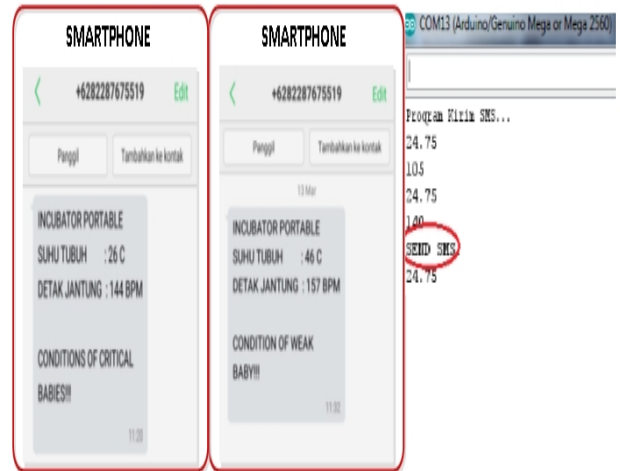 SMARTPHONE
+6282287675519 Edit
Panggil Tambahkan ke kontak
INCUBATOR PORTABLE
SUHU TUBUH : 26 C
DETAK JANTUNG : 144 BPM
CONDITIONS OF CRITICAL
BABIES!!!
11:20
SMARTPHONE
+6282287675519 Edit
Panggil Tambahkan ke kontak
13 Mar
INCUBATOR PORTABLE
SUHU TUBUH : 46 C
DETAK JANTUNG : 157 BPM
CONDITION OF WEAK
BABY!!!
11:32
COM13 (Arduino/Genuino Mega or Mega 2560)
Program Kirim SMS...
24.75
105
24.75
140
SEND SMS
24.75